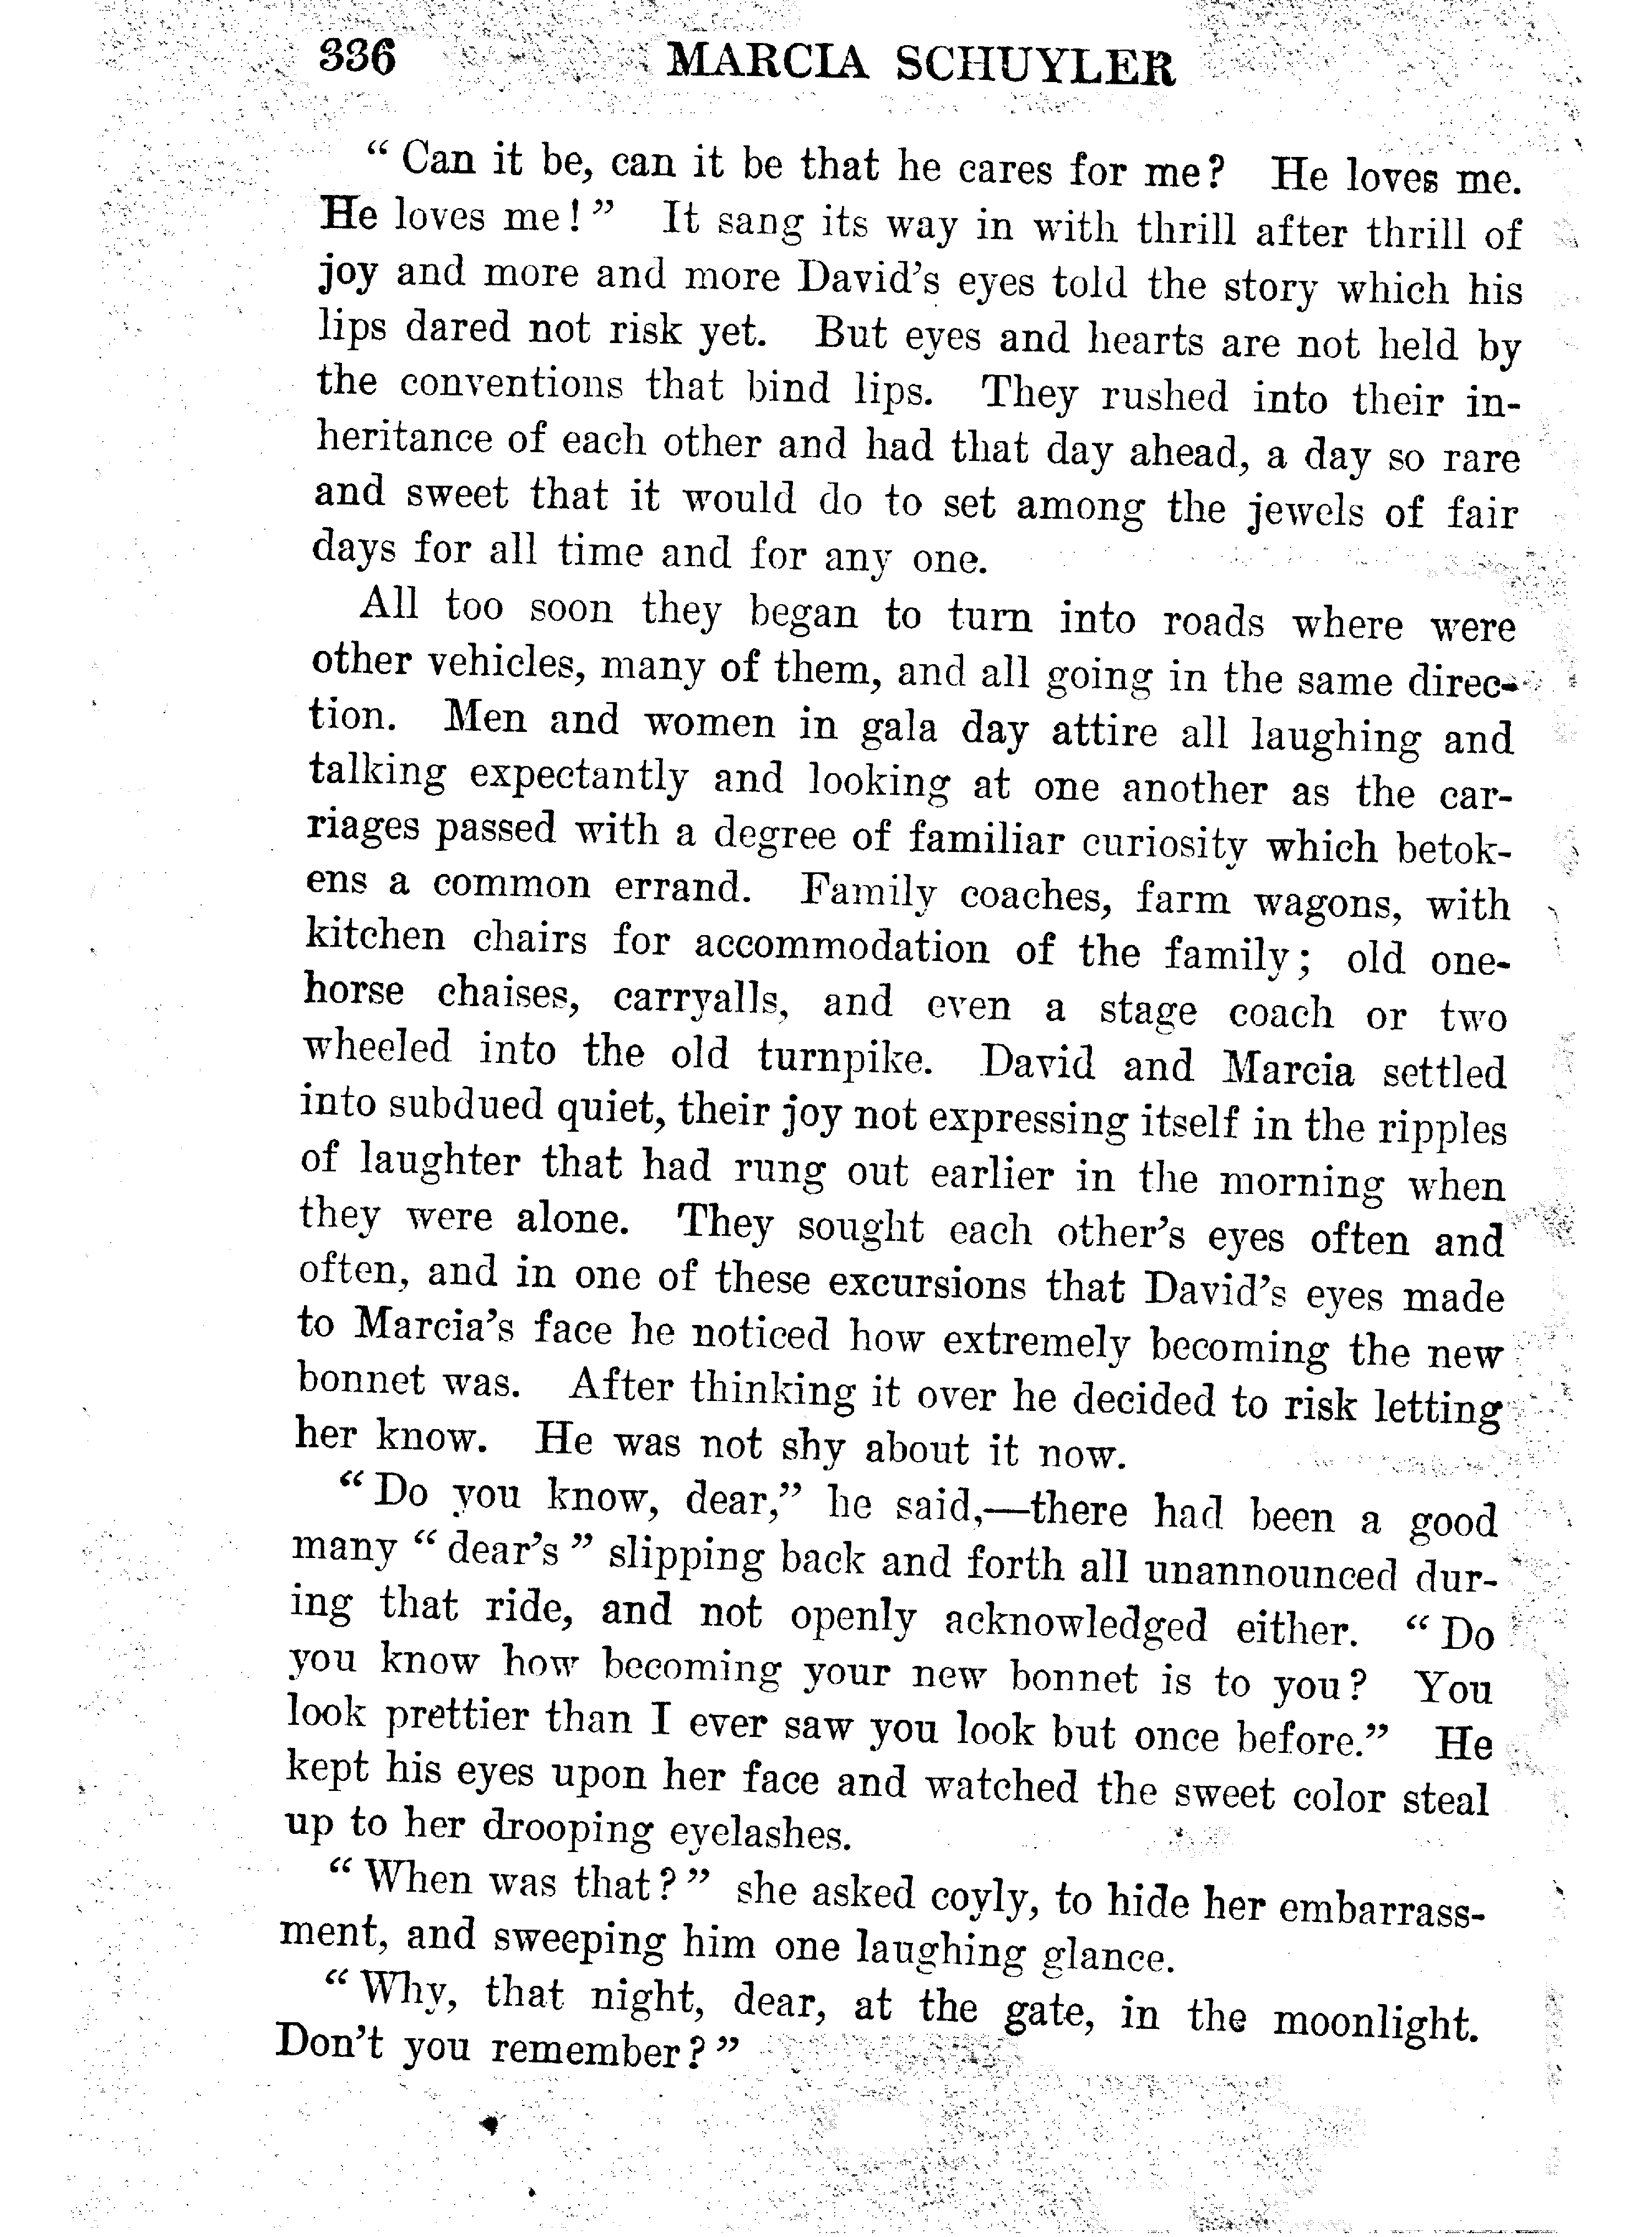 336 MARCIA SCHUYLER
“ Can it be, can it be that he cares for me? He loves me.
He loves me! ” It sang its way in with thrill after thrill of
joy and more and more David’s eyes told the story which his
lips dared not risk yet. But eyes and hearts are not held by
the conventions that bind lips. They rushed into their in-
heritance of each other and had that day ahead, a day so rare
and sweet that it would do to set among the jewels of fair
days for all time and for any one.
All too soon they began to turn into roads where were
other vehicles, many of them, and all going in the same direc-
tion. Men and women in gala day attire all laughing and
talking expectantly and looking at one another as the car-
riages passed with a degree of familiar curiosity which betok-
ens a common errand. Family coaches, farm wagons, with
kitchen chairs for accommodation of the family; old one-
horse chaises, carryalls, and even a stage coach or two
wheeled into the old turnpike. David and Marcia settled
into subdued quiet, their joy not expressing itself in the ripples
of laughter that had rung out earlier in the morning when
they were alone. They sought each other’s eyes often and
often, and in one of these excursions that David’s eyes made
to Marcia’s face he noticed how extremely becoming the new
bonnet was. After thinking it over he decided to risk letting
her know. He was not shy about it now.
“ Do you know, dear,” he said,—there had been a good
many “ dear’s ” slipping back and forth all unannounced dur-
ing that ride, and not openly acknowledged either. “ Do
you know how becoming your new bonnet is to you? You
look prettier than I ever saw you look but once before.” He
kept his eyes upon her face and watched the sweet color steal
up to her drooping eyelashes.
“ When was that? ” she asked coyly, to hide her embarrass-
ment, and sweeping him one laughing glance.
“ Why, that night, dear, at the gate, in the moonlight.
Don’t you remember? ”